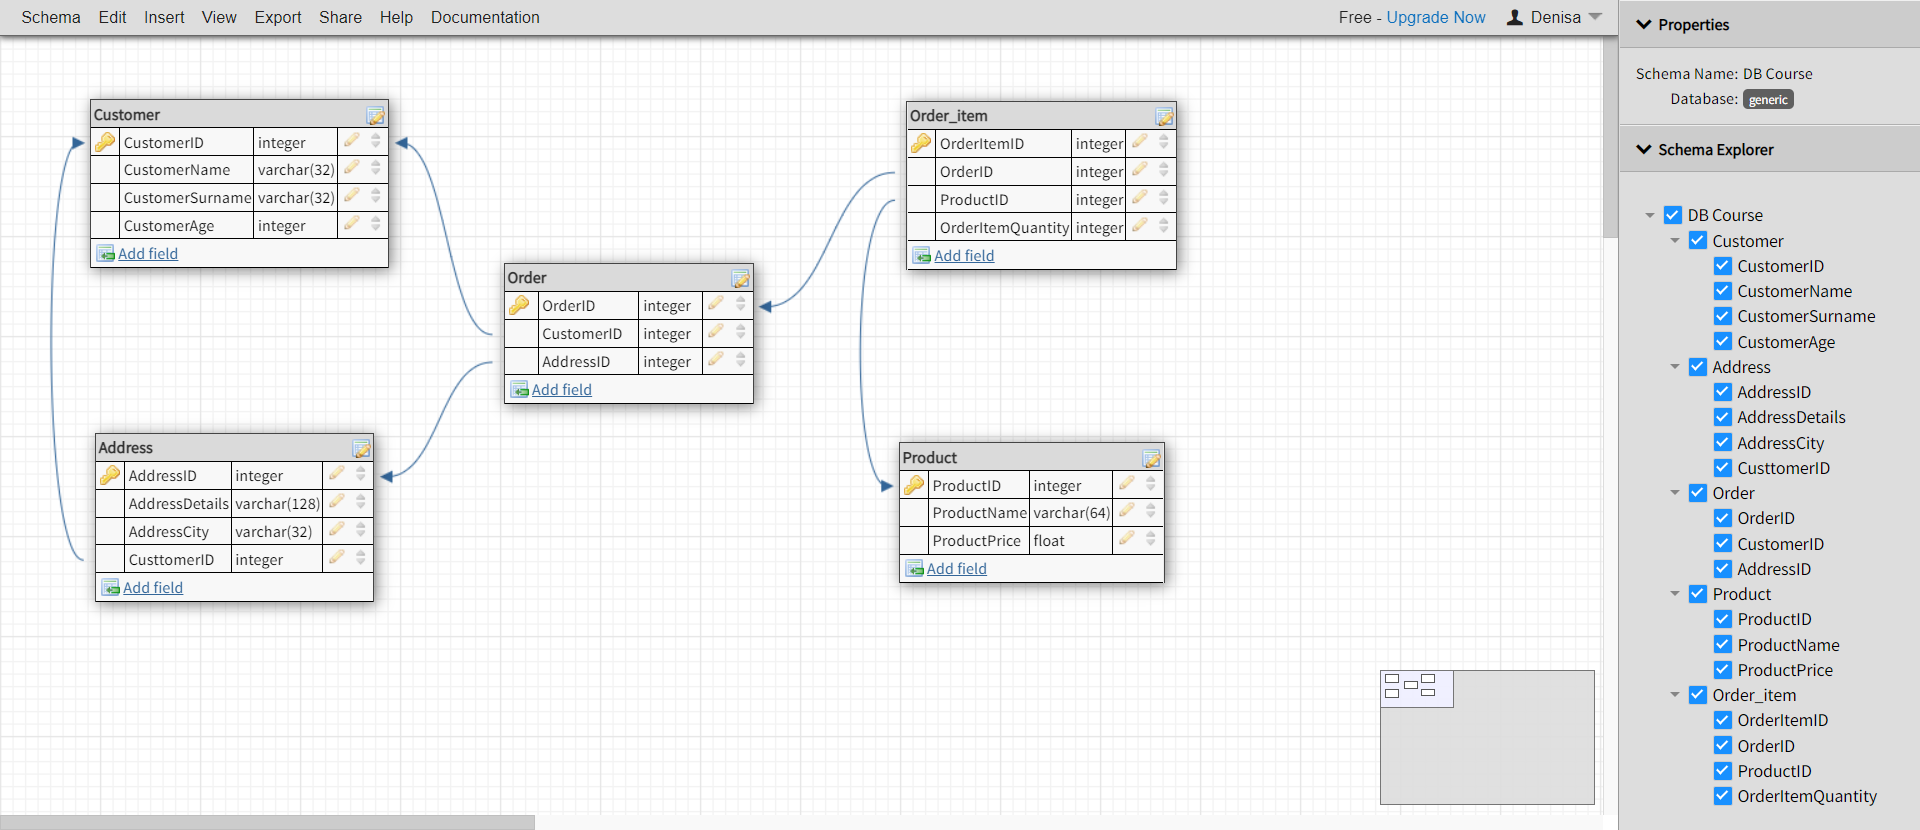 Schema Edit Insert View Export Share Help Documentation Free - Upgrade Now Denisa
Customer
CustomerID integer
CustomerName varchar(32)
CustomerSurname varchar(32)
CustomerAge integer
Add field
Order
OrderID integer
CustomerID integer
AddressID integer
Add field
Address
AddressID integer
AddressDetails varchar(128)
AddressCity varchar(32)
CusttomerID integer
Add field
Order_item
OrderItemID integer
OrderID integer
ProductID integer
OrderItemQuantity integer
Add field
Product
ProductID integer
ProductName varchar(64)
ProductPrice float
Add field
Properties
Schema Name: DB Course
Database: generic
Schema Explorer
DB Course
Customer
CustomerID
CustomerName
CustomerSurname
CustomerAge
Address
AddressID
AddressDetails
AddressCity
CusttomerID
Order
OrderID
CustomerID
AddressID
Product
ProductID
ProductName
ProductPrice
Order_item
OrderItemID
OrderID
ProductID
OrderItemQuantity